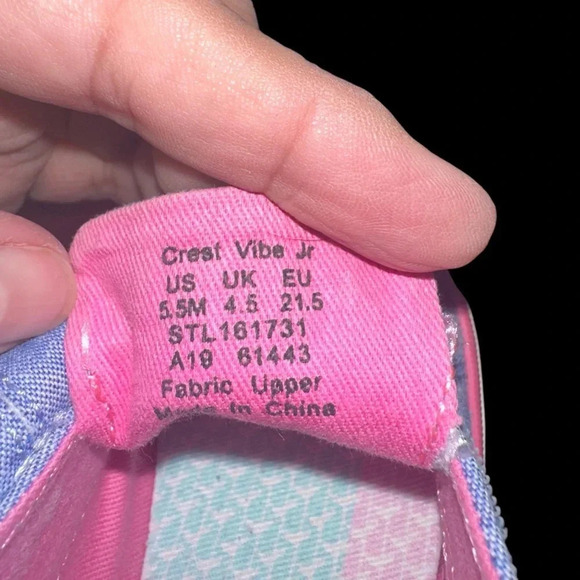 Crest Vibe Jr
US UK EU
5.5M 4.5 21.5
STL161731
A19 61443
Fabric Upper
Made In China